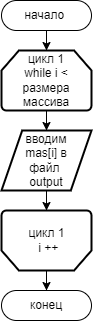 начало
цикл 1
while i <
размера
массива
вводим
mas[i] в
файл
output
цикл 1
i ++
конец